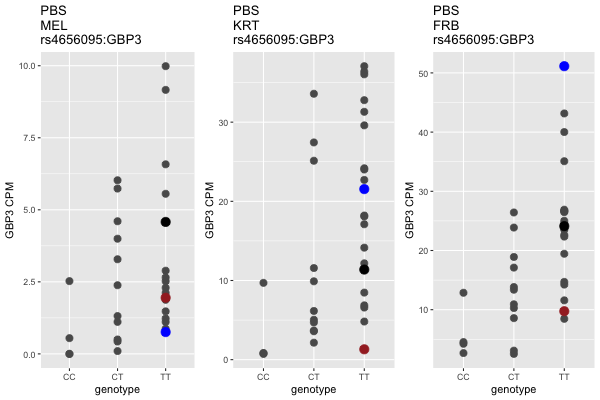 PBS
MEL
rs4656095:GBP3
GBP3 CPM
10.0
7.5
5.0
2.5
0.0
CC CT TT
genotype
PBS
KRT
rs4656095:GBP3
GBP3 CPM
30
20
10
0
CC CT TT
genotype
PBS
FRB
rs4656095:GBP3
GBP3 CPM
50
40
30
20
10
CC CT TT
genotype